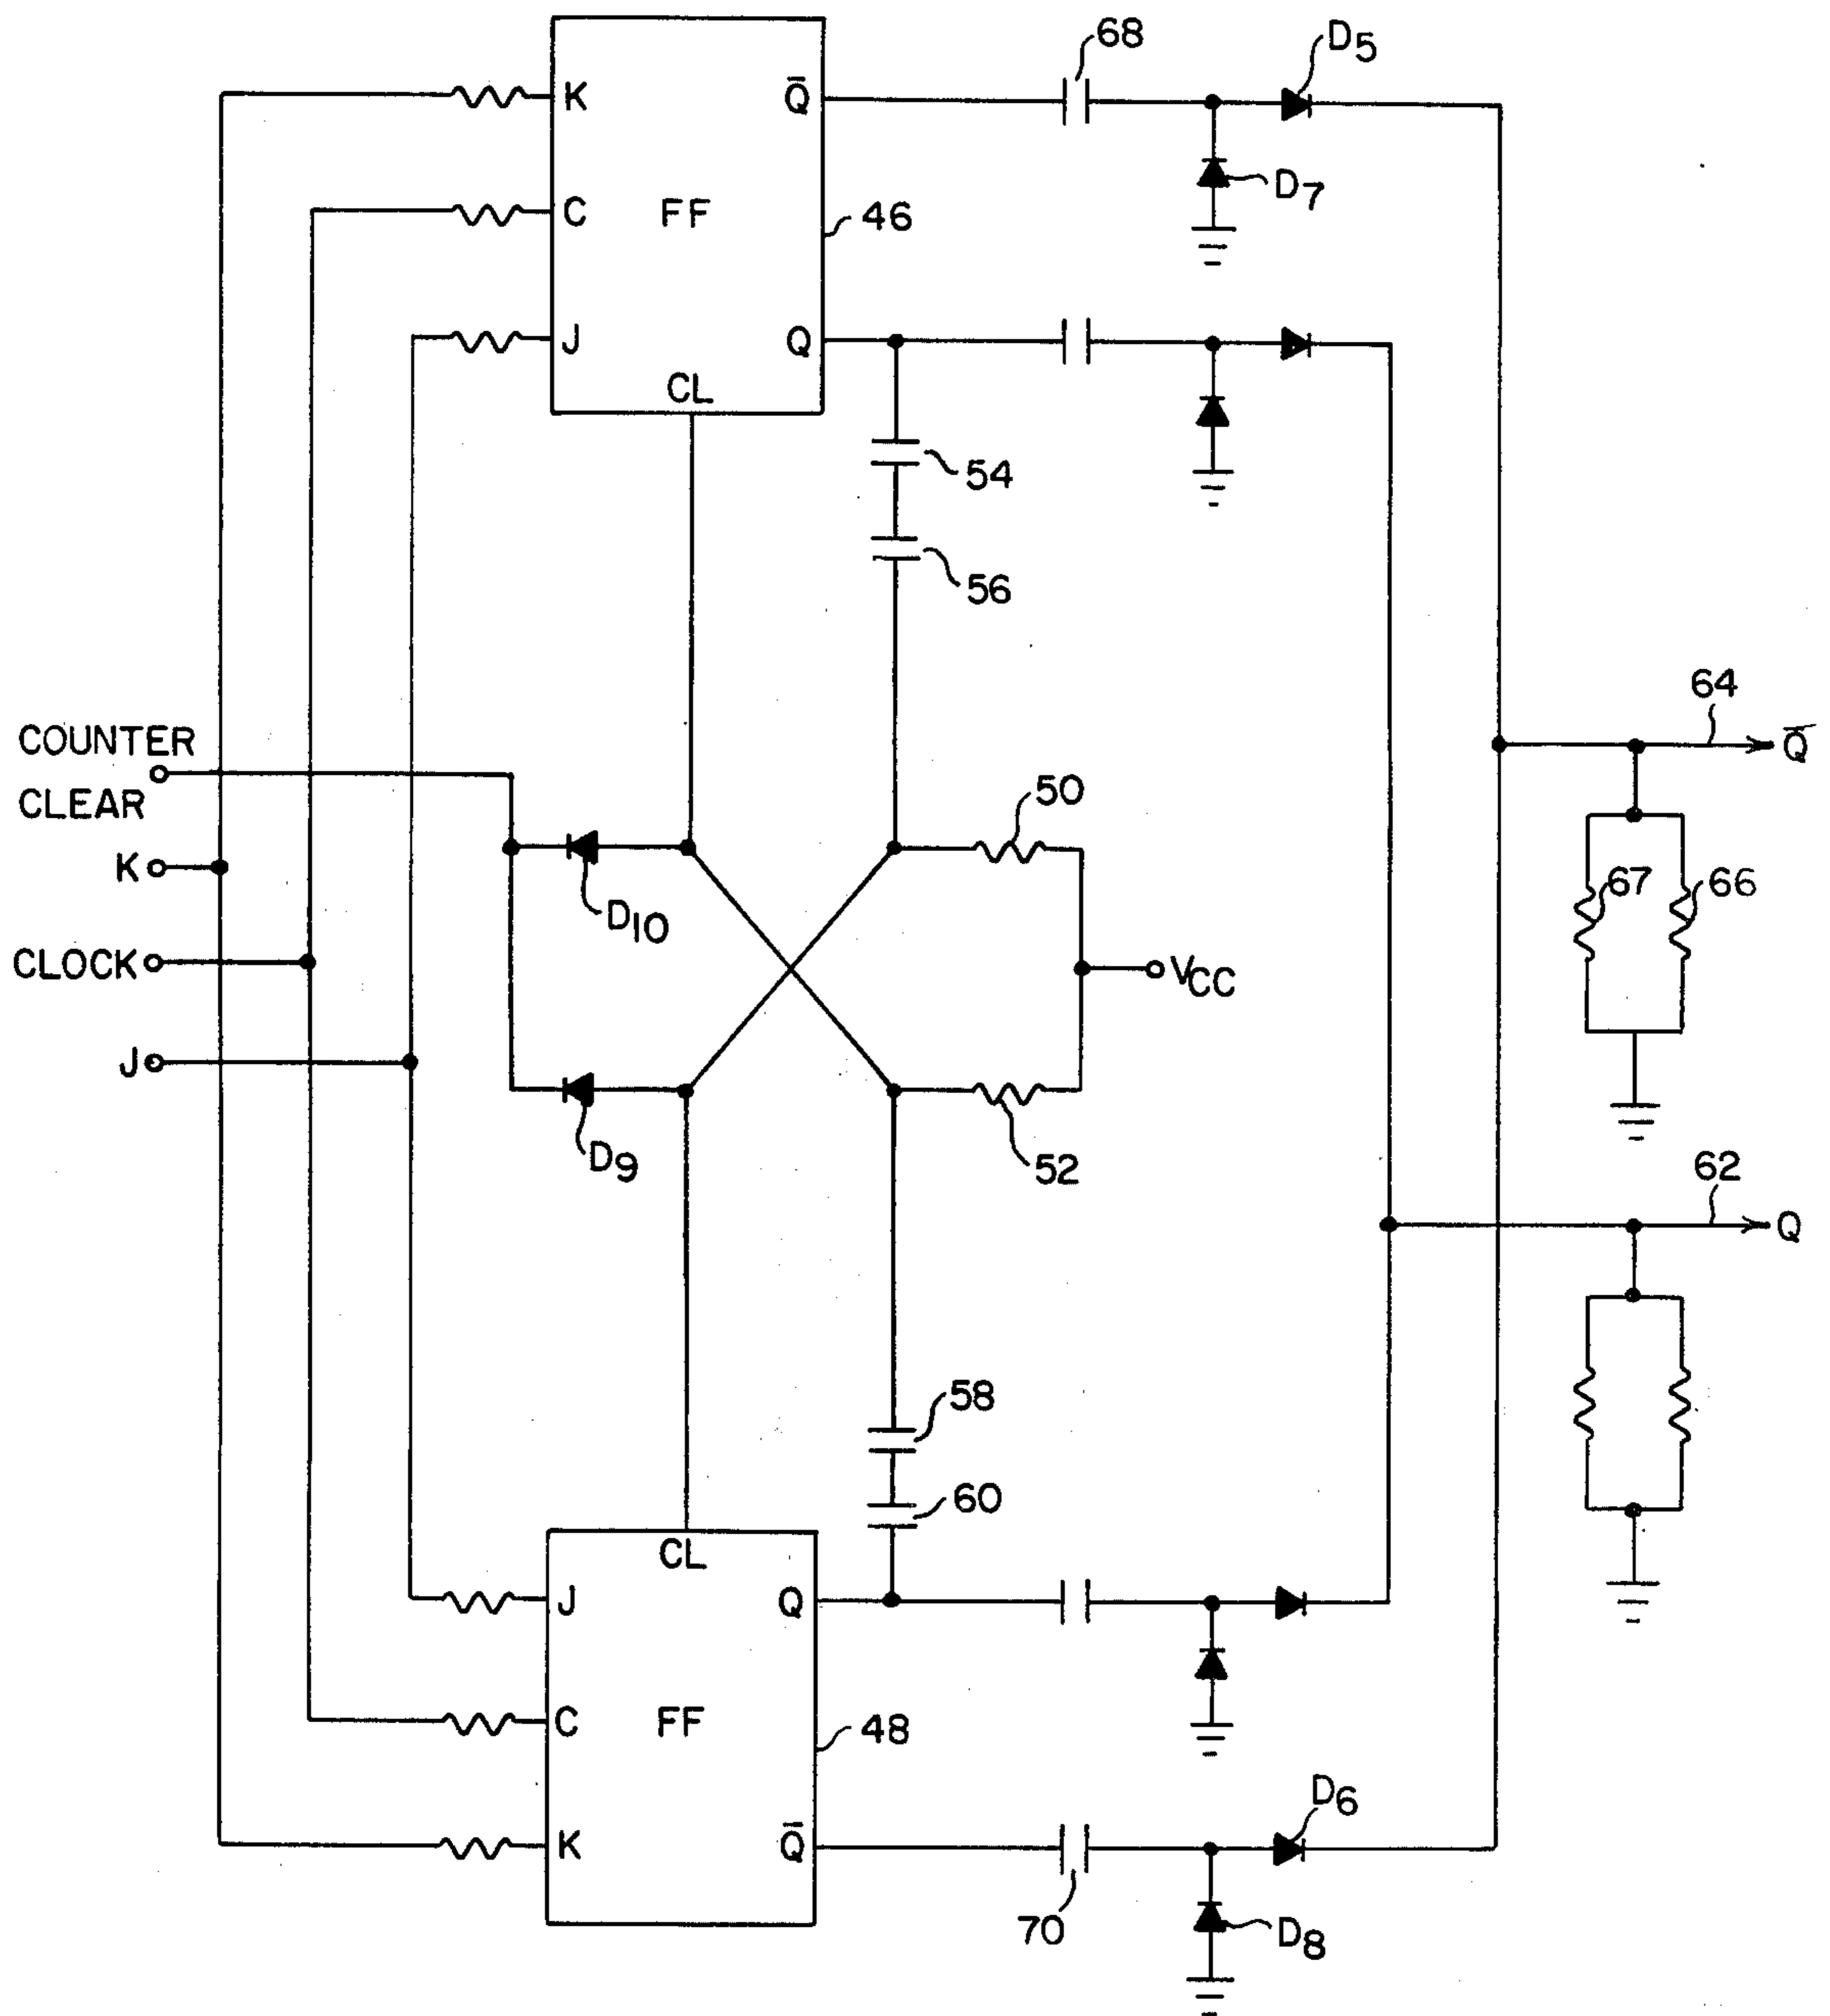 68
D5
K
Q̄
D7
C
FF
46
J
Q
CL
54
56
COUNTER
CLEAR
64
Q̄
50
K
67
66
D10
CLOCK
VCC
J
D9
52
62
Q
58
60
CL
J
Q
C
FF
48
D6
K
Q̄
70
D8